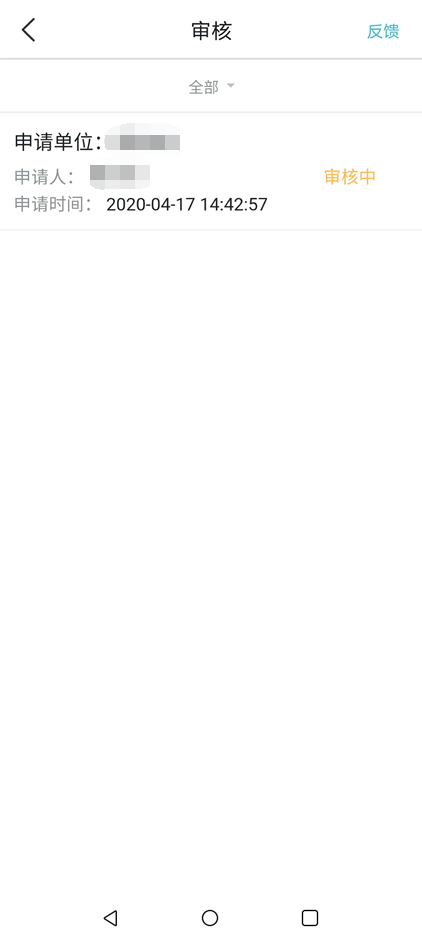 审核
反馈
全部
申请单位：
申请人：
审核中
申请时间： 2020-04-17 14:42:57